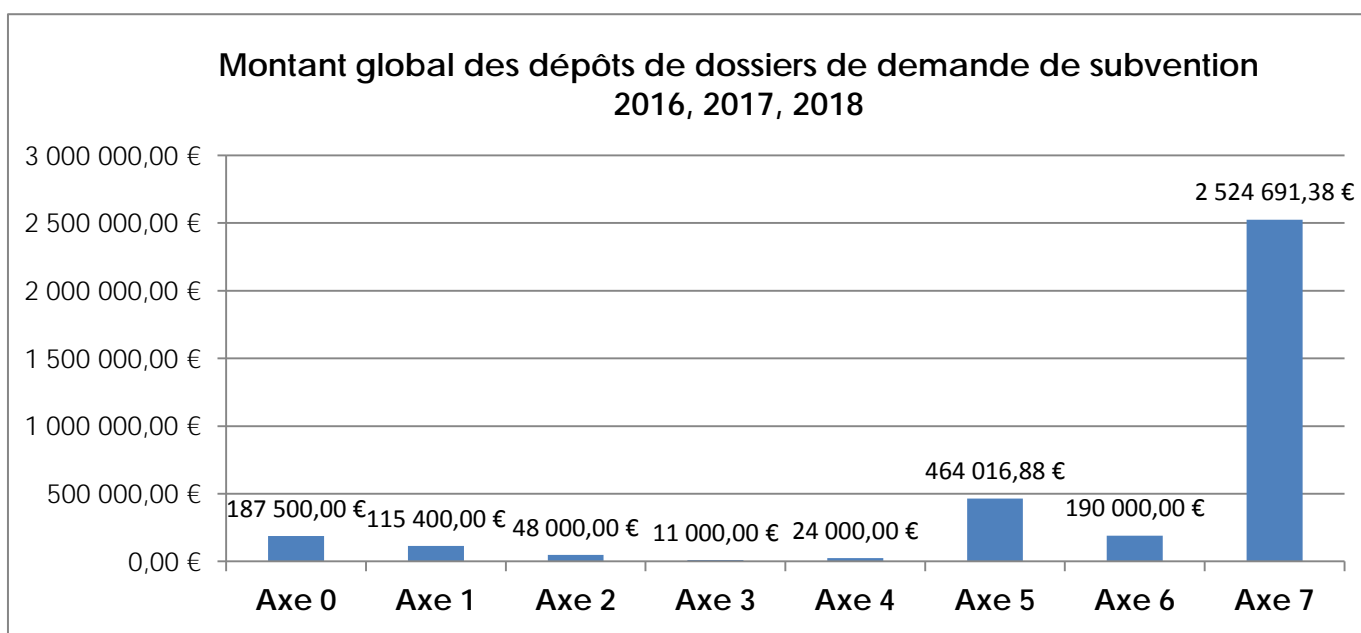 Montant global des dépôts de dossiers de demande de subvention
2016, 2017, 2018
3 000 000,00 €
2 500 000,00 €
2 000 000,00 €
1 500 000,00 €
1 000 000,00 €
500 000,00 €
0,00 €
187 500,00 €
115 400,00 €
48 000,00 €
11 000,00 €
24 000,00 €
464 016,88 €
190 000,00 €
2 524 691,38 €
Axe 0 Axe 1 Axe 2 Axe 3 Axe 4 Axe 5 Axe 6 Axe 7